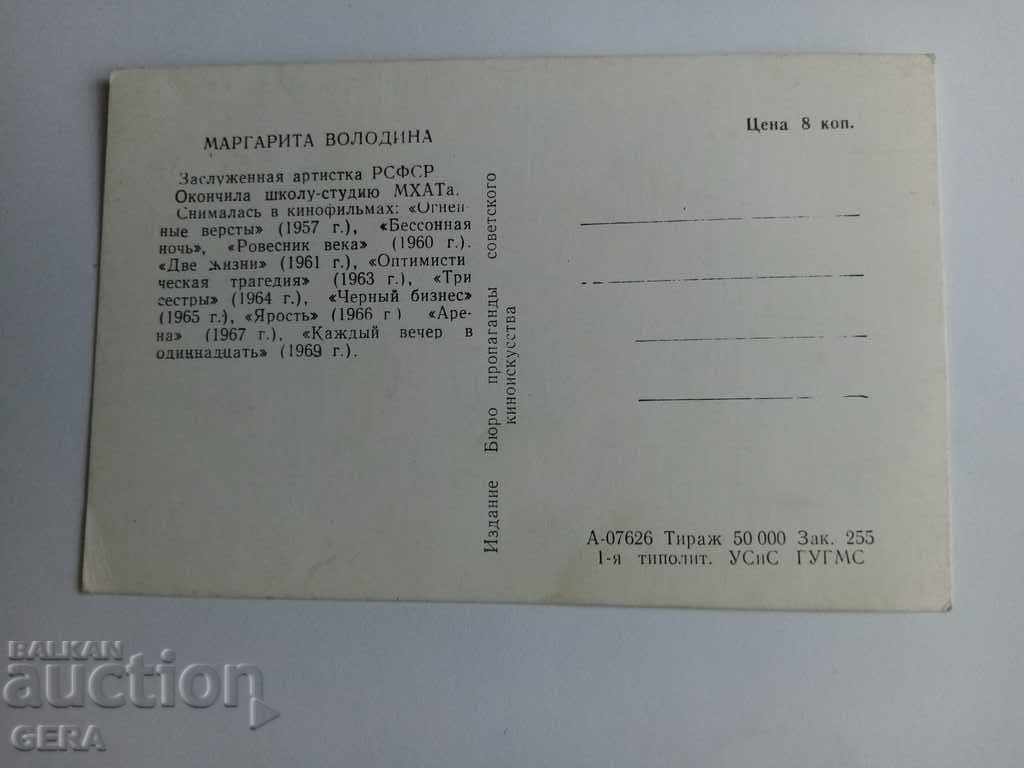 МАРГАРИТА ВОЛОДИНА
Заслуженная артистка РСФСР
Окончила школу-студию МХАТа.
Снималась в кинофильмах: «Огнен-
ные версты» (1957 г.), «Бессонная
ночь», «Ровесник века» (1960 г.).
«Две жизни» (1961 г.), «Оптимисти
ческая трагедия» (1963 г.), «Три
сестры» (1964 г.), «Черный бизнес»
(1965 г.), «Ярость» (1966 г ) «Аре-
на» (1967 г.), «Каждый вечер в
одиннадцать» (1969 г.).
Издание Бюро пропаганды советского
киноискусства
Цена 8 коп.
А-07626 Тираж 50 000 Зак. 255
1-я типолит. УСиС ГУГМС
BALKAN
auction
GERA